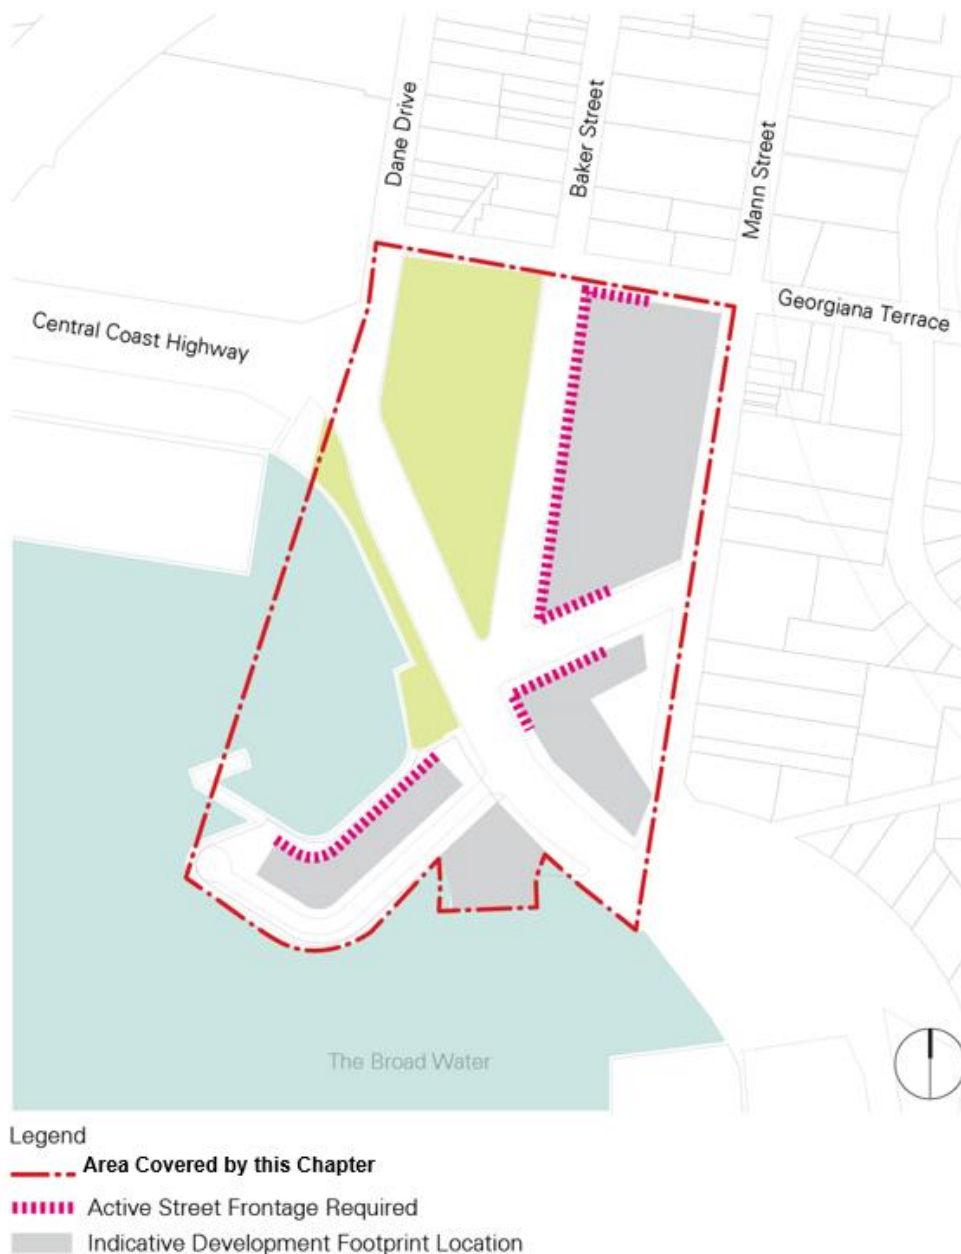 Dane Drive
Baker Street
Mann Street
Georgiana Terrace
Central Coast Highway
The Broad Water
Legend
Area Covered by this Chapter
Active Street Frontage Required
Indicative Development Footprint Location